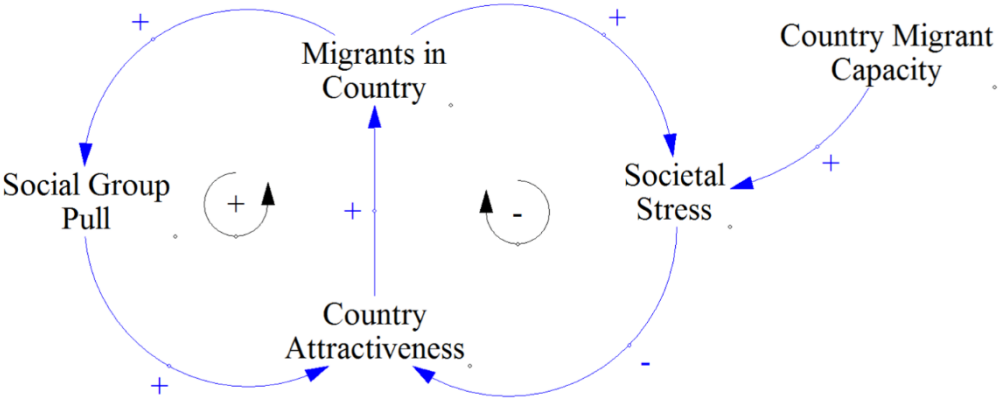 +
+
Migrants in
Country
Country Migrant
Capacity
+
Social Group
Pull
Societal
Stress
+
+
-
Country
Attractiveness
+
-